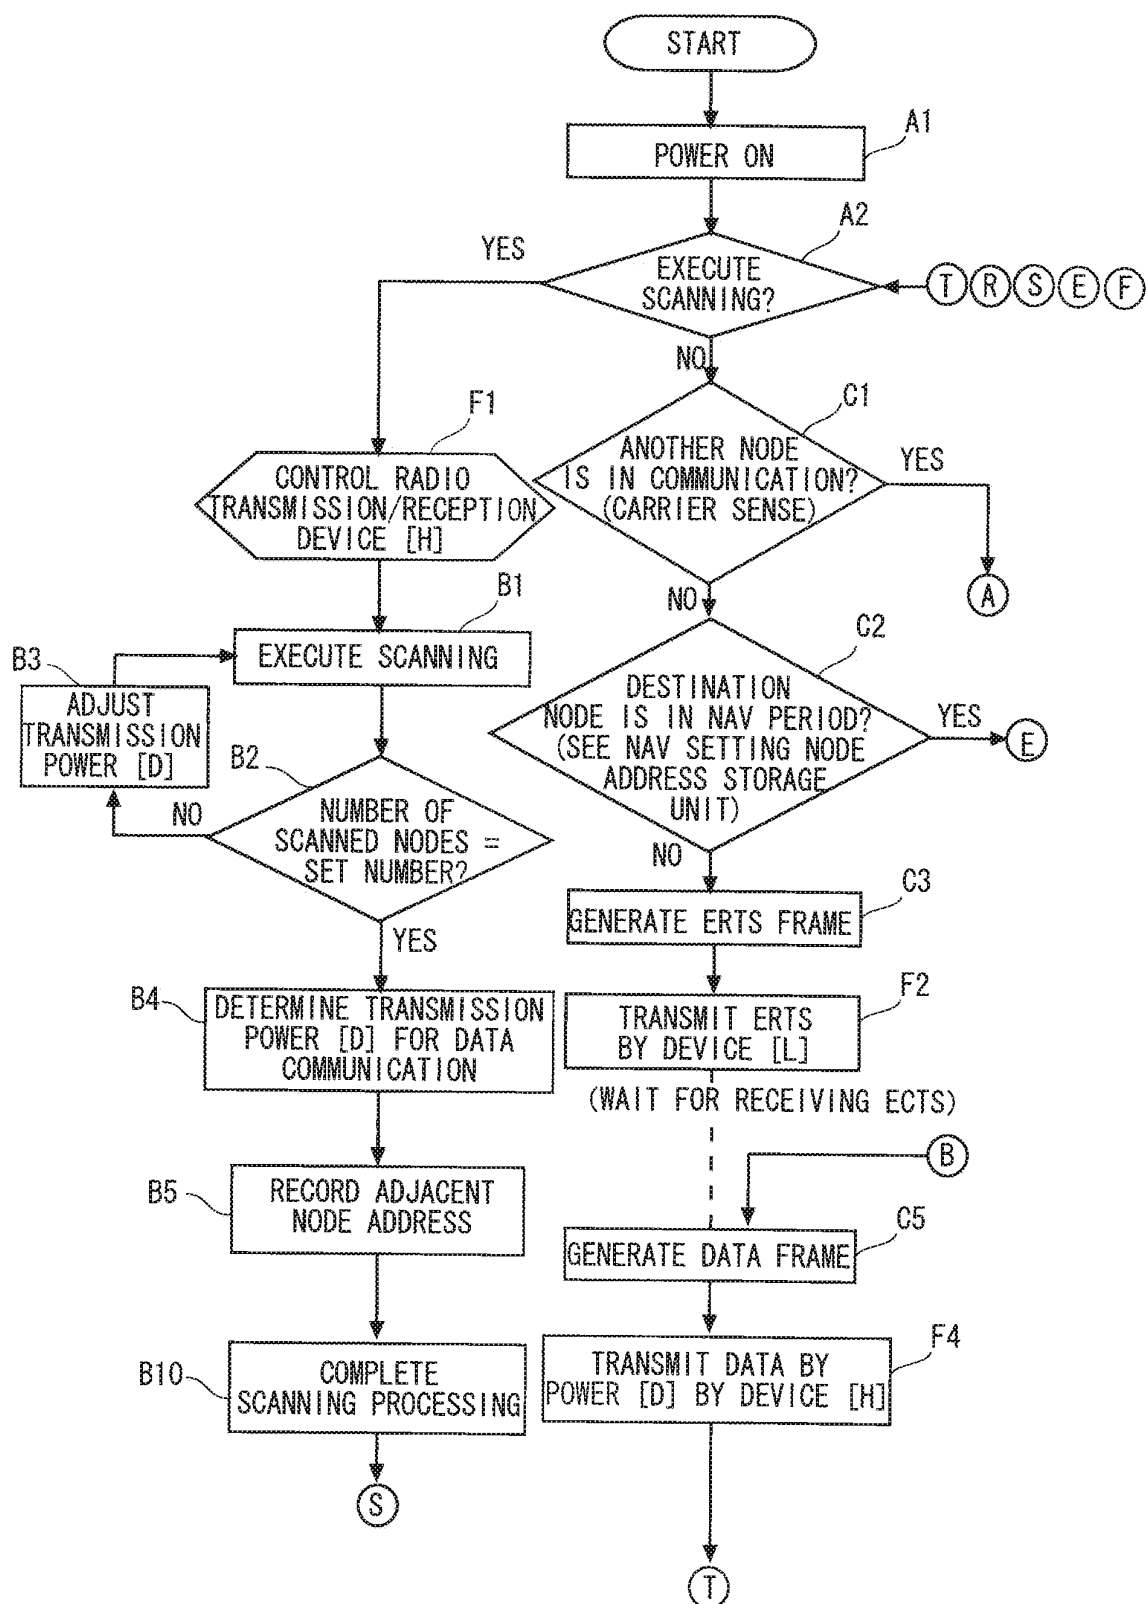 START
A1
POWER ON
A2
YES
EXECUTE
SCANNING?
T R S E F
NO
F1
C1
CONTROL RADIO
TRANSMISSION/RECEPTION
DEVICE [H]
ANOTHER NODE
IS IN COMMUNICATION?
(CARRIER SENSE)
YES
A
B1
NO
EXECUTE SCANNING
C2
B3
ADJUST
TRANSMISSION
POWER [D]
DESTINATION
NODE IS IN NAV PERIOD?
(SEE NAV SETTING NODE
ADDRESS STORAGE
UNIT)
YES
E
B2
NO
NUMBER OF
SCANNED NODES =
SET NUMBER?
NO
C3
GENERATE ERTS FRAME
YES
F2
B4
DETERMINE TRANSMISSION
POWER [D] FOR DATA
COMMUNICATION
TRANSMIT ERTS
BY DEVICE [L]
(WAIT FOR RECEIVING ECTS)
B
B5
RECORD ADJACENT
NODE ADDRESS
C5
GENERATE DATA FRAME
F4
B10
COMPLETE
SCANNING PROCESSING
TRANSMIT DATA BY
POWER [D] BY DEVICE [H]
S
T